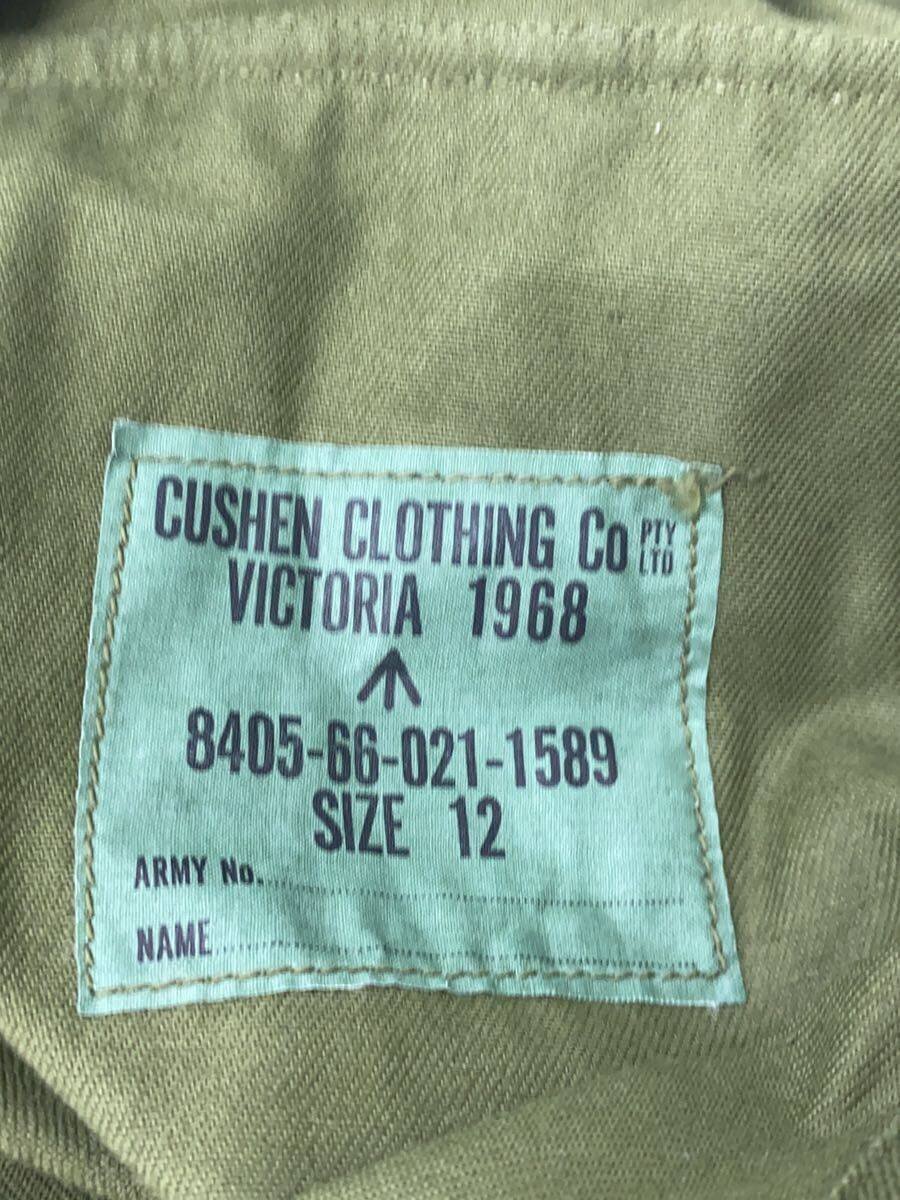 CUSHEN CLOTHING Co PTY LTD
VICTORIA 1968
8405-66-021-1589
SIZE 12
ARMY No.
NAME